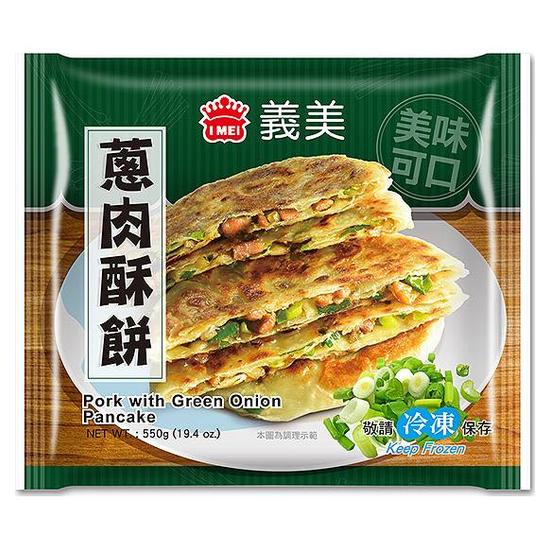 I MEI
義美
美味
可口
蔥肉酥餅
Pork with Green Onion
Pancake
NET WT.: 550g (19.4 oz.)
本圖為調理示範
敬請 冷凍 保存
Keep Frozen